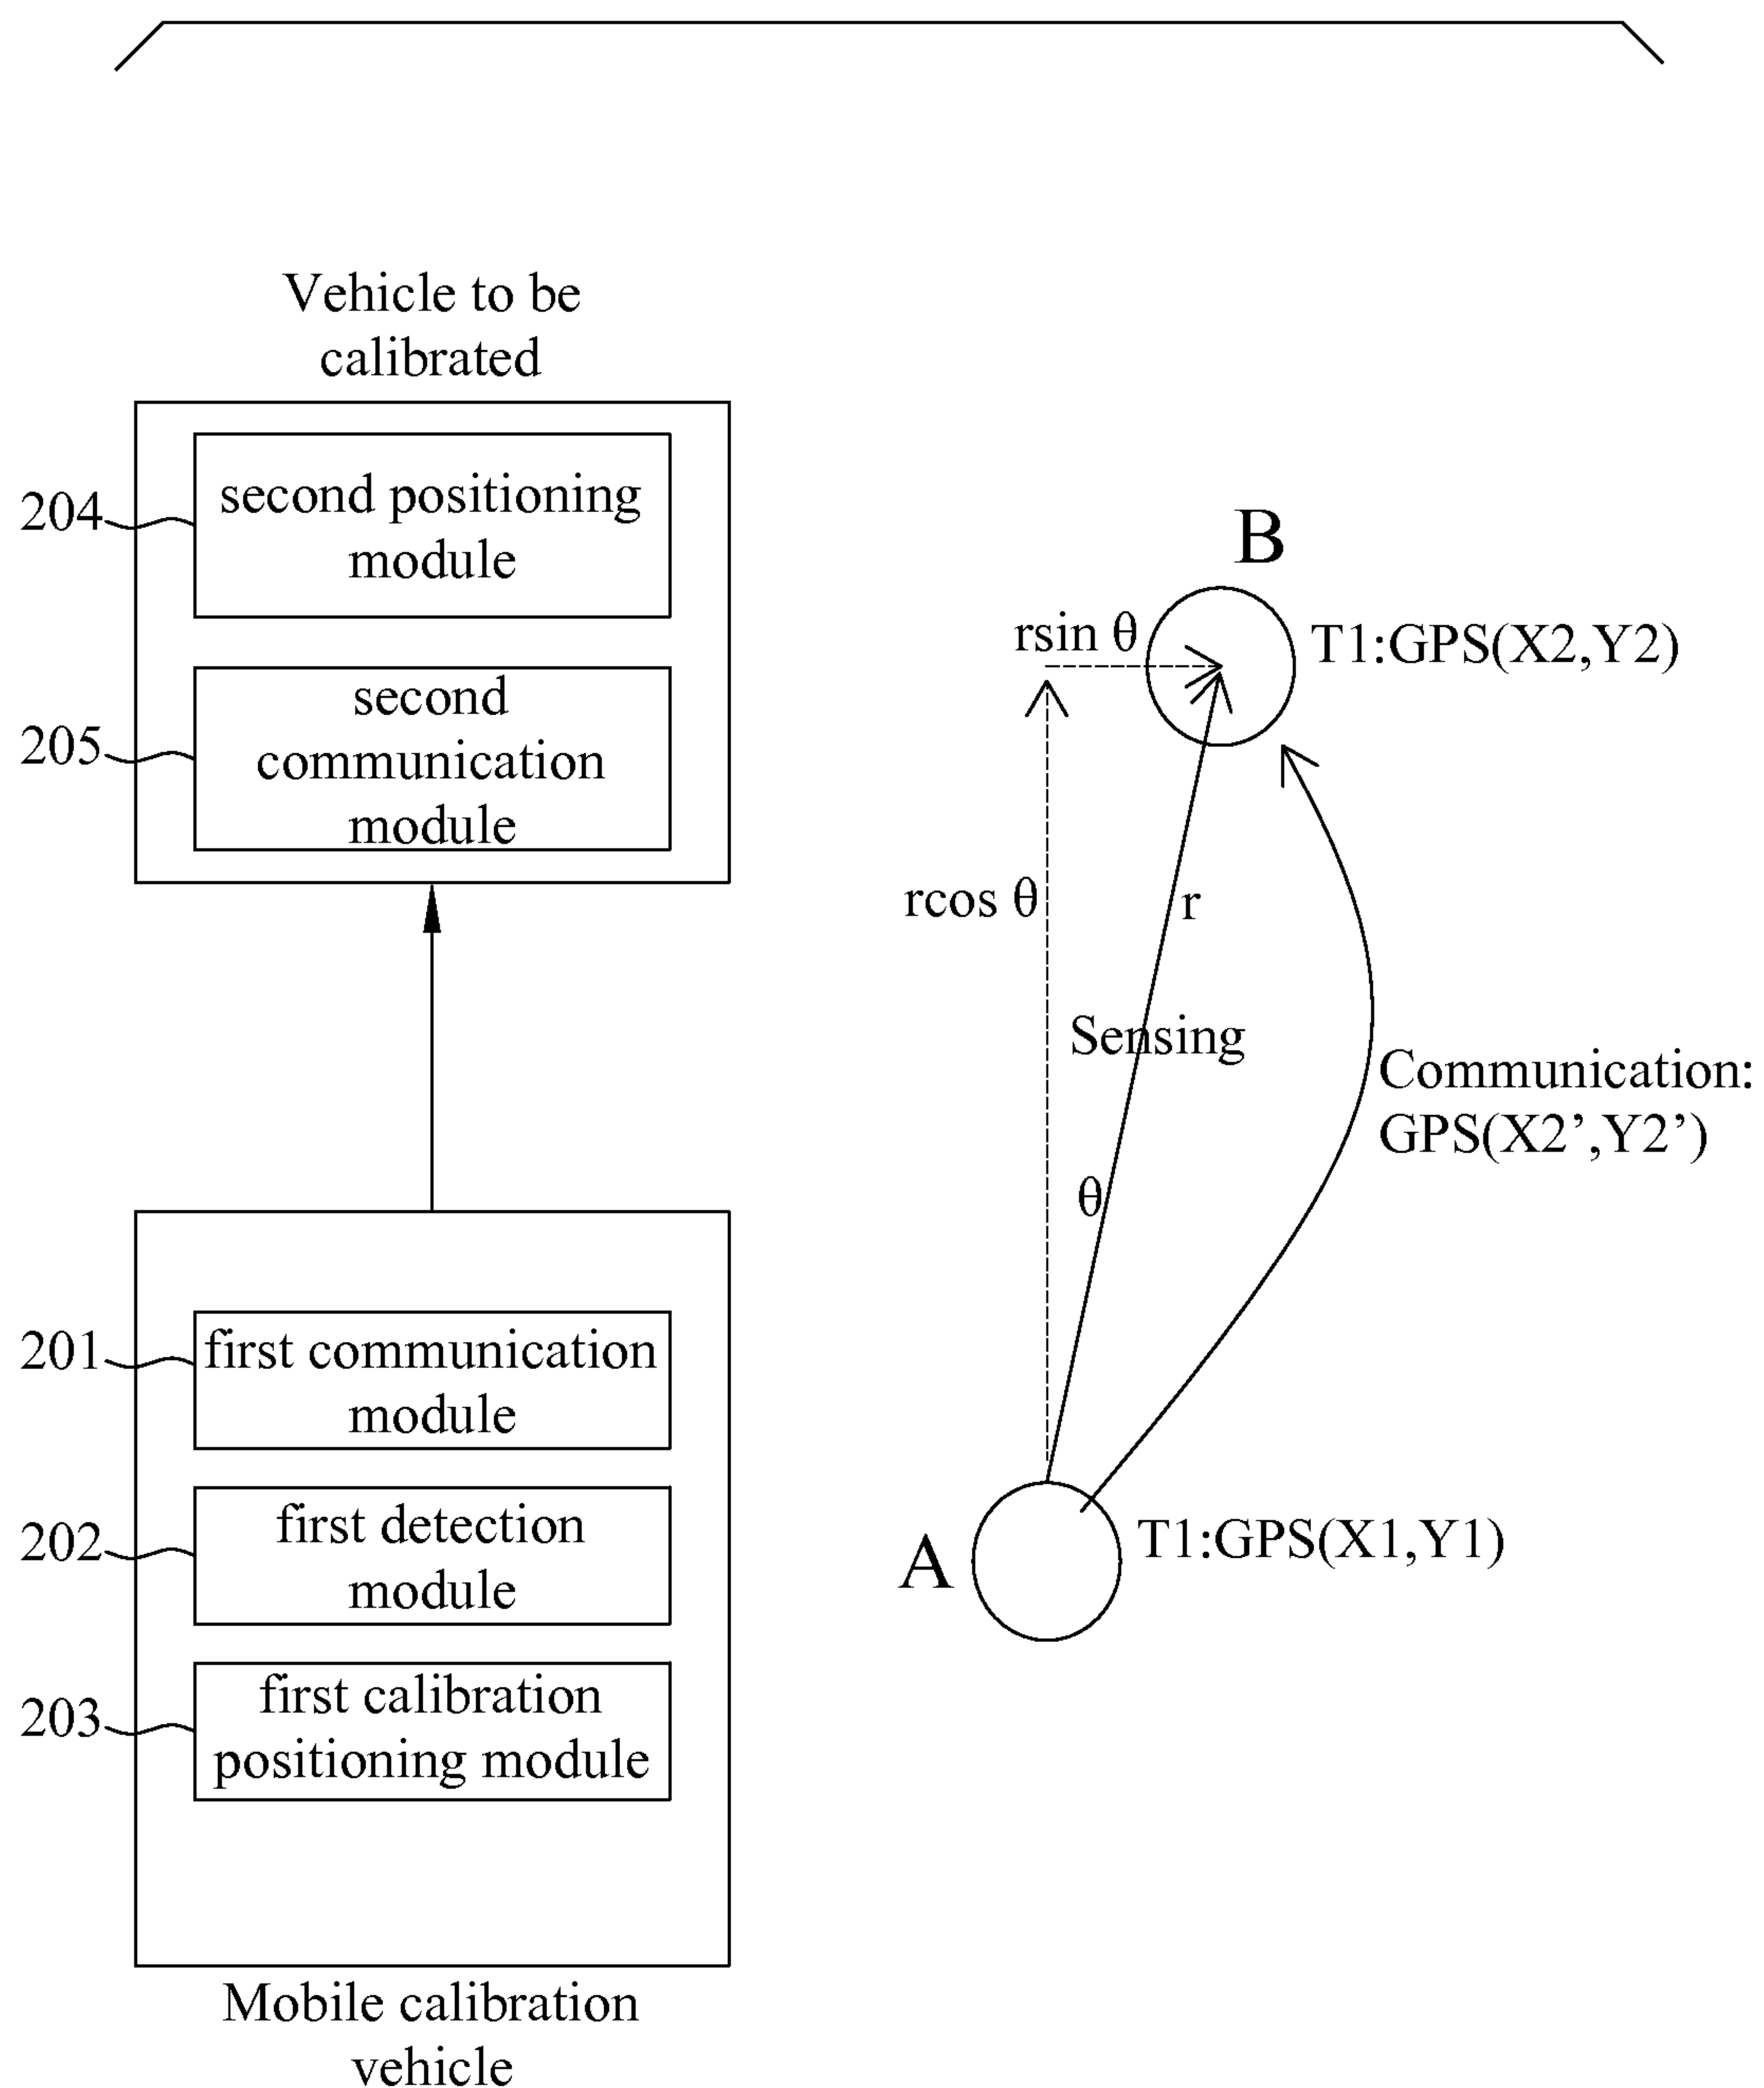 Vehicle to be
calibrated
204
second positioning
module
205
second
communication
module
201
first communication
module
202
first detection
module
203
first calibration
positioning module
Mobile calibration
vehicle
B
rsin θ
T1:GPS(X2,Y2)
rcos θ
r
Sensing
Communication:
GPS(X2’,Y2’)
θ
A
T1:GPS(X1,Y1)